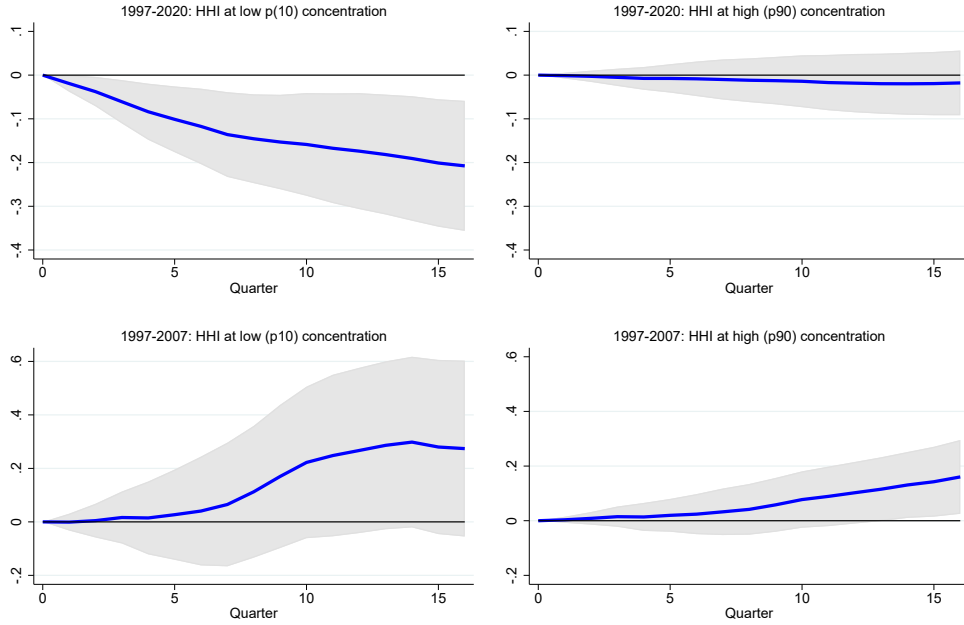 1997-2020: HHI at low p(10) concentration
.1
0
-.1
-.2
-.3
-.4
0 5 10 15
Quarter
1997-2020: HHI at high (p90) concentration
.1
0
-.1
-.2
-.3
-.4
0 5 10 15
Quarter
1997-2007: HHI at low (p10) concentration
.6
.4
.2
0
-.2
0 5 10 15
Quarter
1997-2007: HHI at high (p90) concentration
.6
.4
.2
0
-.2
0 5 10 15
Quarter